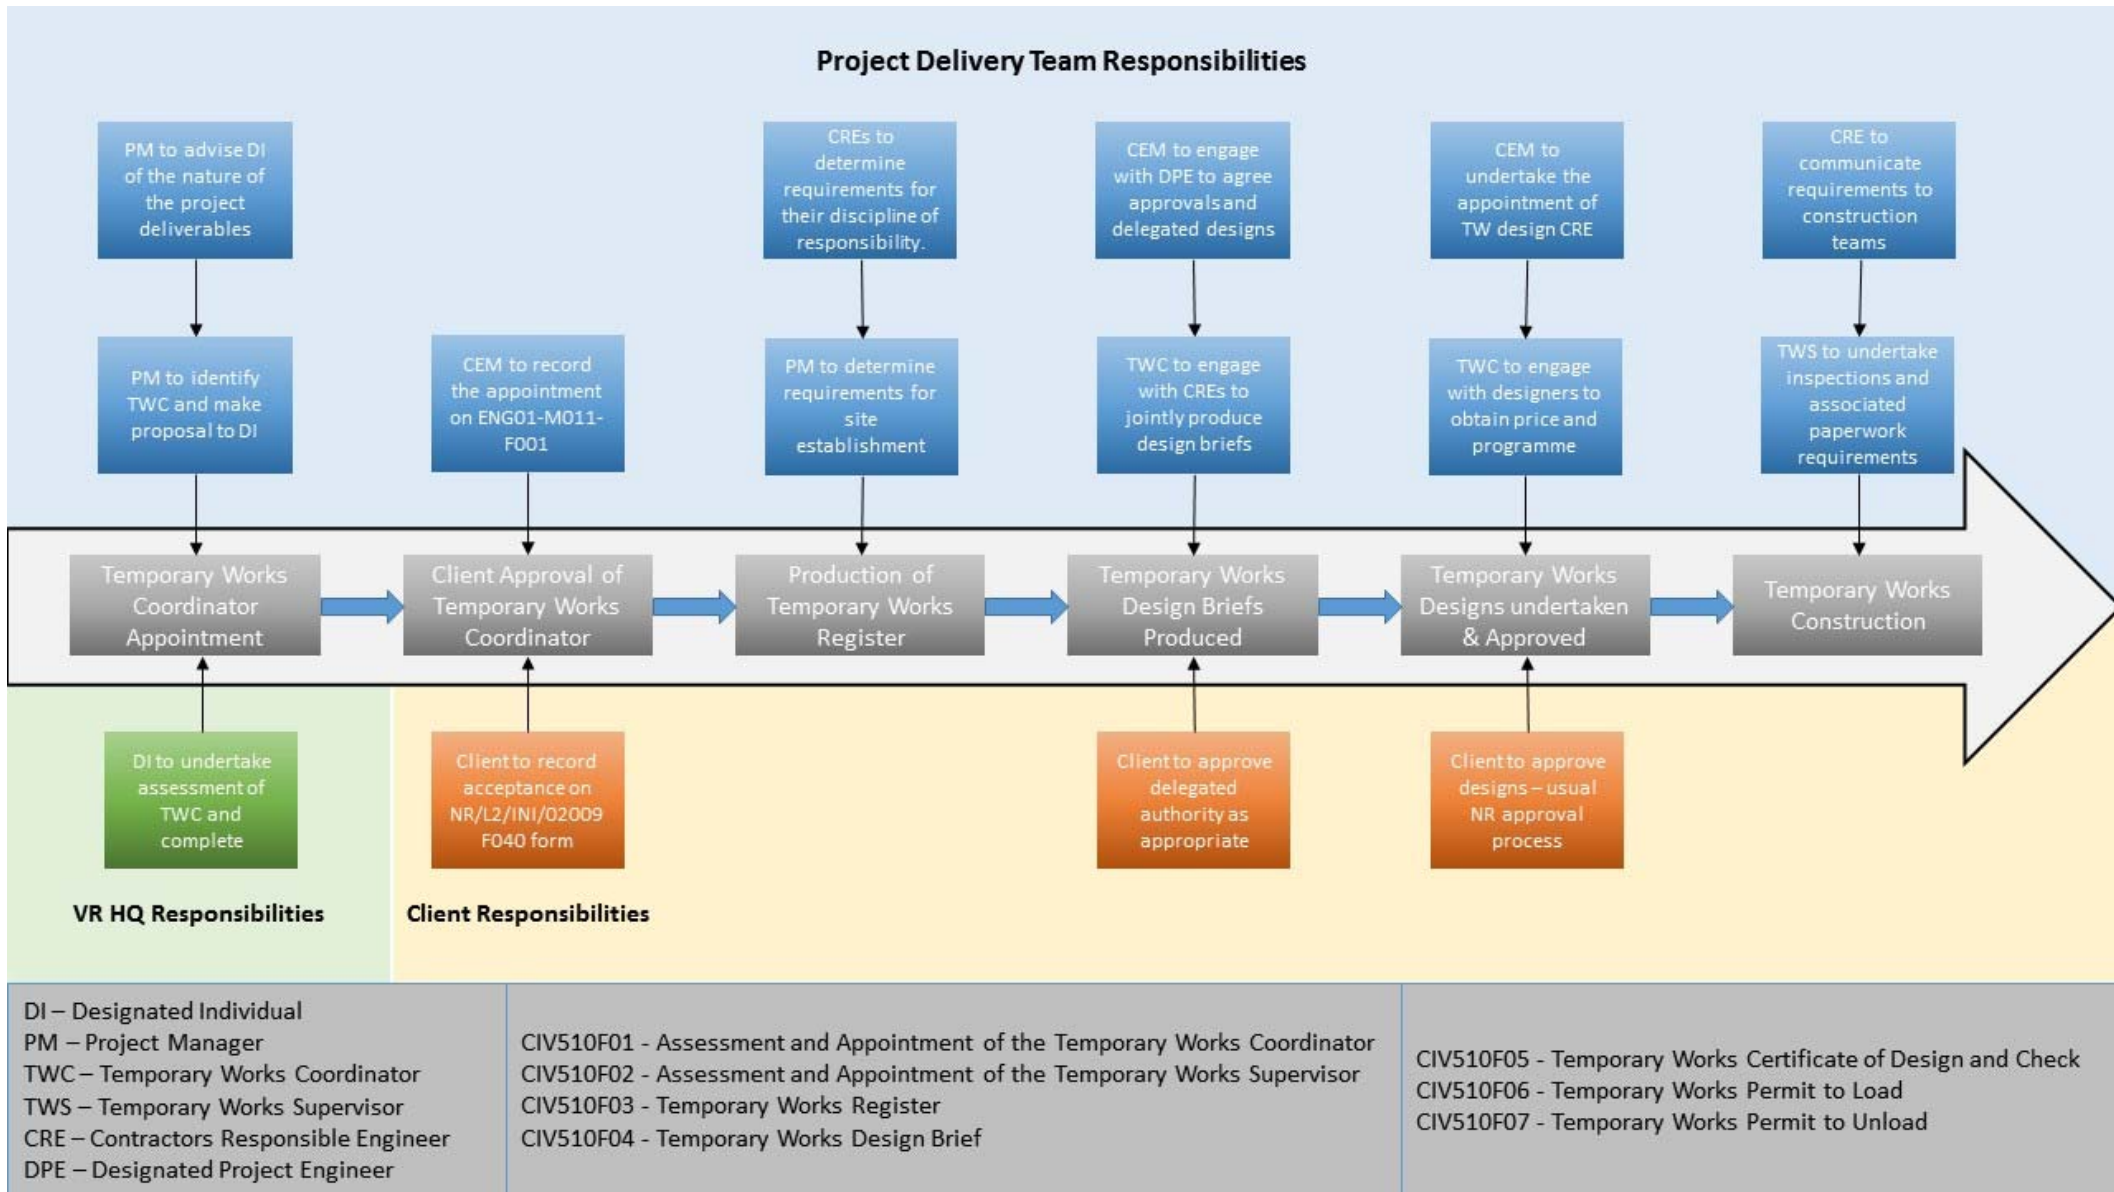 Project Delivery Team Responsibilities
PM to advise DI
of the nature of
the project
deliverables
CREs to
determine
requirements for
their discipline of
responsibility.
CEM to engage
with DPE to agree
approvals and
delegated designs
CEM to
undertake the
appointment of
TW design CRE
CRE to
communicate
requirements to
construction
teams
PM to identify
TWC and make
proposal to DI
CEM to record
the appointment
on ENG01-M011-
F001
PM to determine
requirements for
site
establishment
TWC to engage
with CREs to
jointly produce
design briefs
TWC to engage
with designers to
obtain price and
programme
TWS to undertake
inspections and
associated
paperwork
requirements
Temporary Works
Coordinator
Appointment
Client Approval of
Temporary Works
Coordinator
Production of
Temporary Works
Register
Temporary Works
Design Briefs
Produced
Temporary Works
Designs undertaken
& Approved
Temporary Works
Construction
DI to undertake
assessment of
TWC and
complete
Client to record
acceptance on
NR/L2/INI/02009
F040 form
Client to approve
delegated
authority as
appropriate
Client to approve
designs – usual
NR approval
process
VR HQ Responsibilities
Client Responsibilities
DI – Designated Individual
PM – Project Manager
TWC – Temporary Works Coordinator
TWS – Temporary Works Supervisor
CRE – Contractors Responsible Engineer
DPE – Designated Project Engineer
CIV510F01 - Assessment and Appointment of the Temporary Works Coordinator
CIV510F02 - Assessment and Appointment of the Temporary Works Supervisor
CIV510F03 - Temporary Works Register
CIV510F04 - Temporary Works Design Brief
CIV510F05 - Temporary Works Certificate of Design and Check
CIV510F06 - Temporary Works Permit to Load
CIV510F07 - Temporary Works Permit to Unload